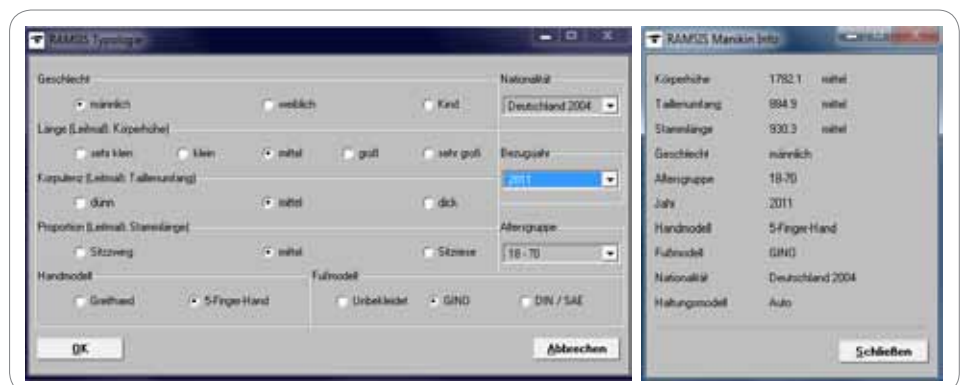 RAMSIS Typologie
Geschlecht
männlich weiblich Kind
Nationalität
Deutschland 2004
Länge (Leitmaß: Körperhöhe)
sehr klein klein mittel groß sehr groß
Bezugsjahr
2011
Korpulenz (Leitmaß: Taillenumfang)
dünn mittel dick
Proportion (Leitmaß: Stammlänge)
Sitzzwerg mittel Sitzriese
Altersgruppe
18 - 70
Handmodell
Greifhand 5-Finger-Hand
Fußmodell
Unbekleidet GINO DIN / SAE
OK Abbrechen
RAMSIS Manikin Info
Körperhöhe 1782.1 mittel
Taillenumfang 884.9 mittel
Stammlänge 930.3 mittel
Geschlecht männlich
Altersgruppe 18-70
Jahr 2011
Handmodell 5-Finger-Hand
Fußmodell GINO
Nationalität Deutschland 2004
Haltungsmodell Auto
Schließen